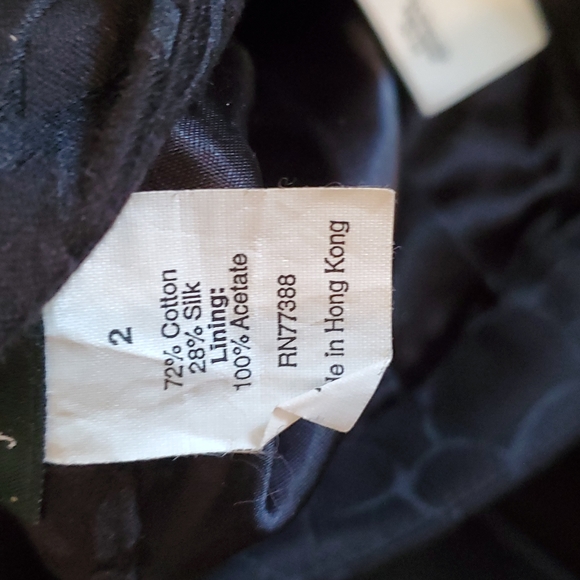 2
72% Cotton
28% Silk
Lining:
100% Acetate
RN77388
de in Hong Kong